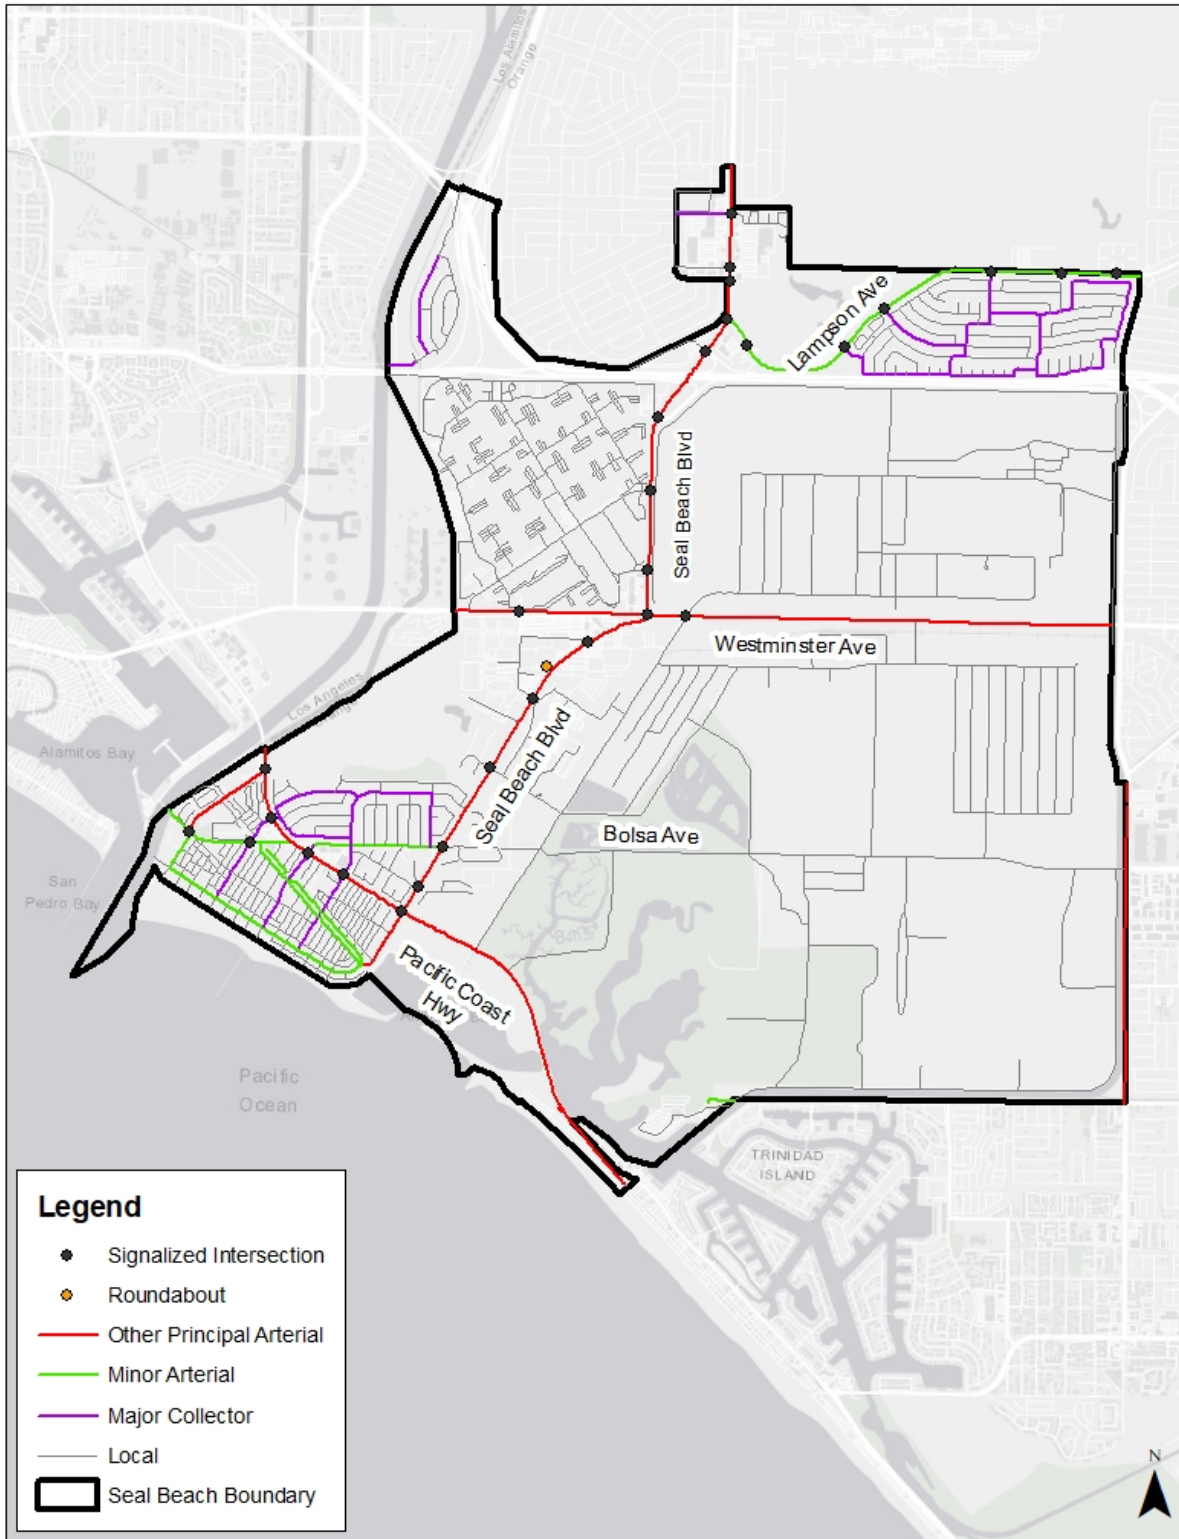 Los Alamitos
Orange
Lampson Ave
Seal Beach Blvd
Westminster Ave
Los Angeles
Alamitos Bay
Seal Beach Blvd
Bolsa Ave
San
Pedro Bay
Pacific Coast
Hwy
Pacific
Ocean
TRINIDAD
ISLAND
Legend
Signalized Intersection
Roundabout
Other Principal Arterial
Minor Arterial
Major Collector
Local
Seal Beach Boundary
N